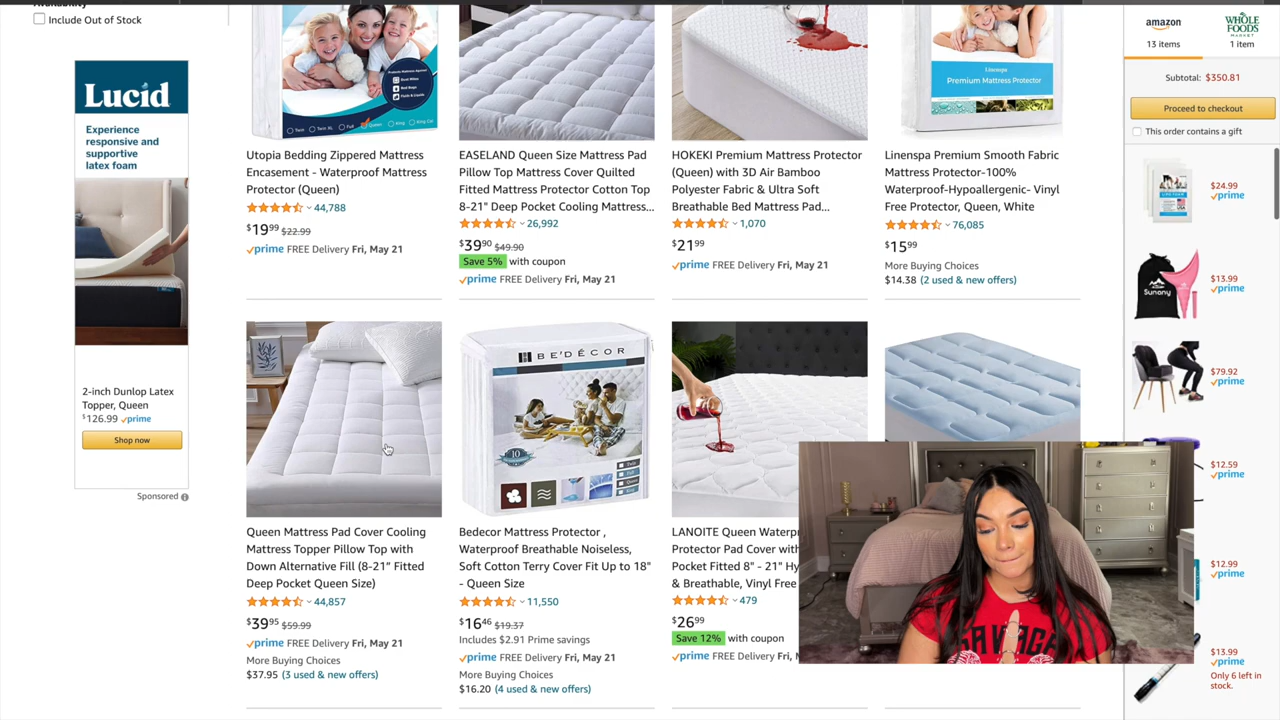 Availability
Include Out of Stock
Lucid
Experience
responsive and
supportive
latex foam
2-inch Dunlop Latex
Topper, Queen
$126.99 prime
Shop now
Sponsored
Utopia Bedding Zippered Mattress
Encasement - Waterproof Mattress
Protector (Queen)
44,788
$19 99 $22.99
prime FREE Delivery Fri, May 21
EASELAND Queen Size Mattress Pad
Pillow Top Mattress Cover Quilted
Fitted Mattress Protector Cotton Top
8-21" Deep Pocket Cooling Mattress...
26,992
$39 90 $49.90
Save 5% with coupon
prime FREE Delivery Fri, May 21
HOKEKI Premium Mattress Protector
(Queen) with 3D Air Bamboo
Polyester Fabric & Ultra Soft
Breathable Bed Mattress Pad...
1,070
$21 99
prime FREE Delivery Fri, May 21
Linenspa
Premium Mattress Protector
Linenspa Premium Smooth Fabric
Mattress Protector-100%
Waterproof-Hypoallergenic- Vinyl
Free Protector, Queen, White
76,085
$15 99
More Buying Choices
$14.38 (2 used & new offers)
Queen Mattress Pad Cover Cooling
Mattress Topper Pillow Top with
Down Alternative Fill (8-21" Fitted
Deep Pocket Queen Size)
44,857
$39 95 $59.99
prime FREE Delivery Fri, May 21
More Buying Choices
$37.95 (3 used & new offers)
BE'DÉCOR
10
Bedecor Mattress Protector ,
Waterproof Breathable Noiseless,
Soft Cotton Terry Cover Fit Up to 18"
- Queen Size
11,550
$16 46 $19.37
Includes $2.91 Prime savings
prime FREE Delivery Fri, May 21
More Buying Choices
$16.20 (4 used & new offers)
LANOITE Queen Waterp
Protector Pad Cover with
Pocket Fitted 8" - 21" Hy
& Breathable, Vinyl Free
479
$26 99
Save 12% with coupon
prime FREE Delivery Fri, M
SAVAGE
amazon
13 items
WHOLE
FOODS
MARKET
1 item
Subtotal: $350.81
Proceed to checkout
This order contains a gift
$24.99
prime
Sunany
$13.99
prime
$79.92
prime
$12.59
prime
$12.99
prime
$13.99
prime
Only 6 left in
stock.